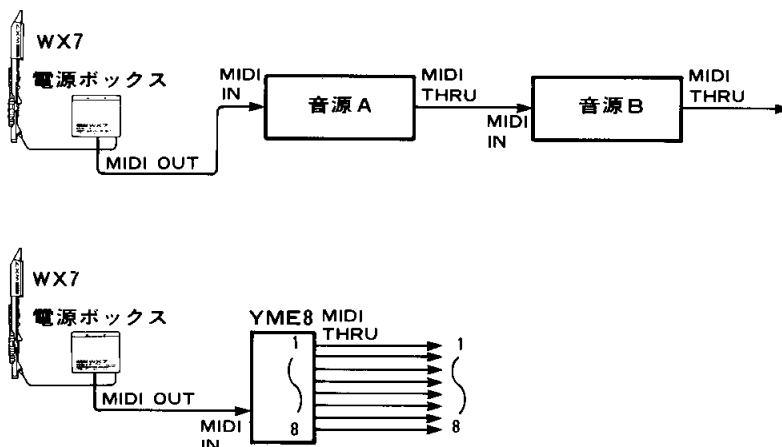 WX7
電源ボックス
MIDI OUT
MIDI
IN
音源A
MIDI
THRU
MIDI
IN
音源B
MIDI
THRU
WX7
電源ボックス
MIDI OUT
MIDI
IN
YME8
MIDI
THRU
1
8
1
8